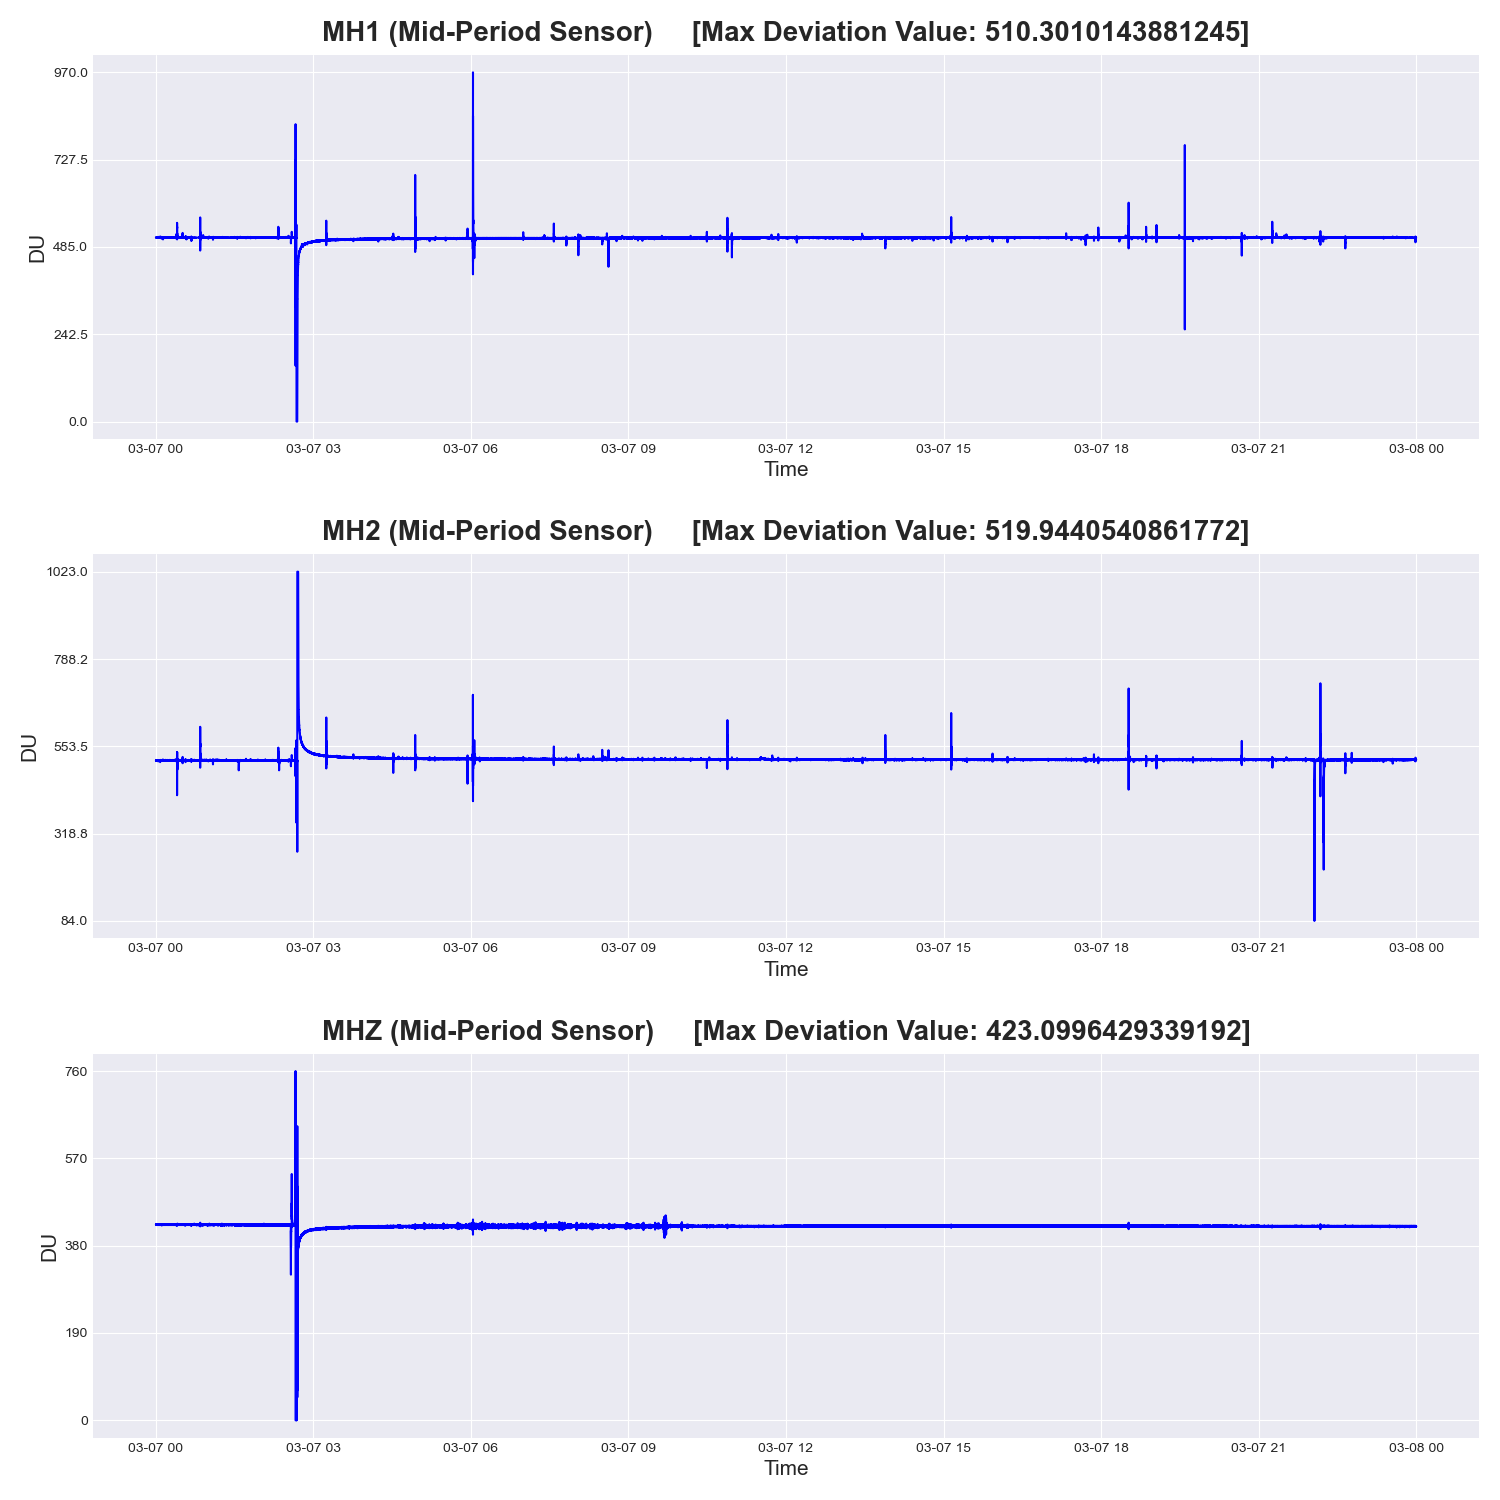 MH1 (Mid-Period Sensor) [Max Deviation Value: 510.3010143881245]
970.0
727.5
485.0
242.5
0.0
DU
03-07 00 03-07 03 03-07 06 03-07 09 03-07 12 03-07 15 03-07 18 03-07 21 03-08 00
Time
MH2 (Mid-Period Sensor) [Max Deviation Value: 519.9440540861772]
1023.0
788.2
553.5
318.8
84.0
DU
03-07 00 03-07 03 03-07 06 03-07 09 03-07 12 03-07 15 03-07 18 03-07 21 03-08 00
Time
MHZ (Mid-Period Sensor) [Max Deviation Value: 423.0996429339192]
760
570
380
190
0
DU
03-07 00 03-07 03 03-07 06 03-07 09 03-07 12 03-07 15 03-07 18 03-07 21 03-08 00
Time